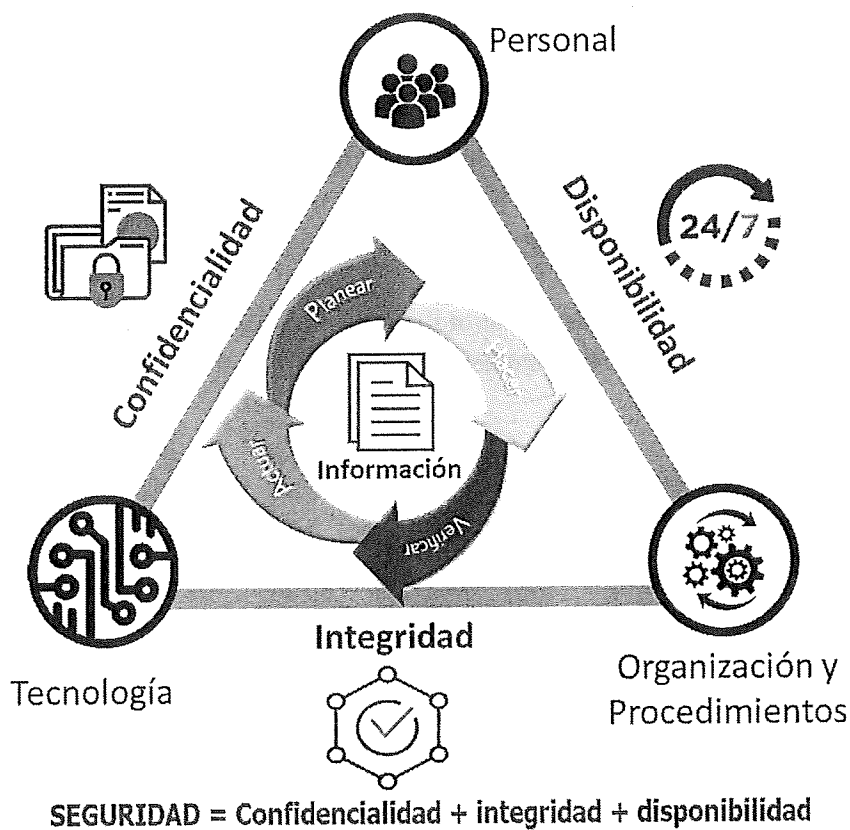 Personal
Confidencialidad
Disponibilidad
24/7
Planear
Hacer
Información
Actuar
Verificar
Integridad
Tecnología
Organización y
Procedimientos
SEGURIDAD = Confidencialidad + integridad + disponibilidad